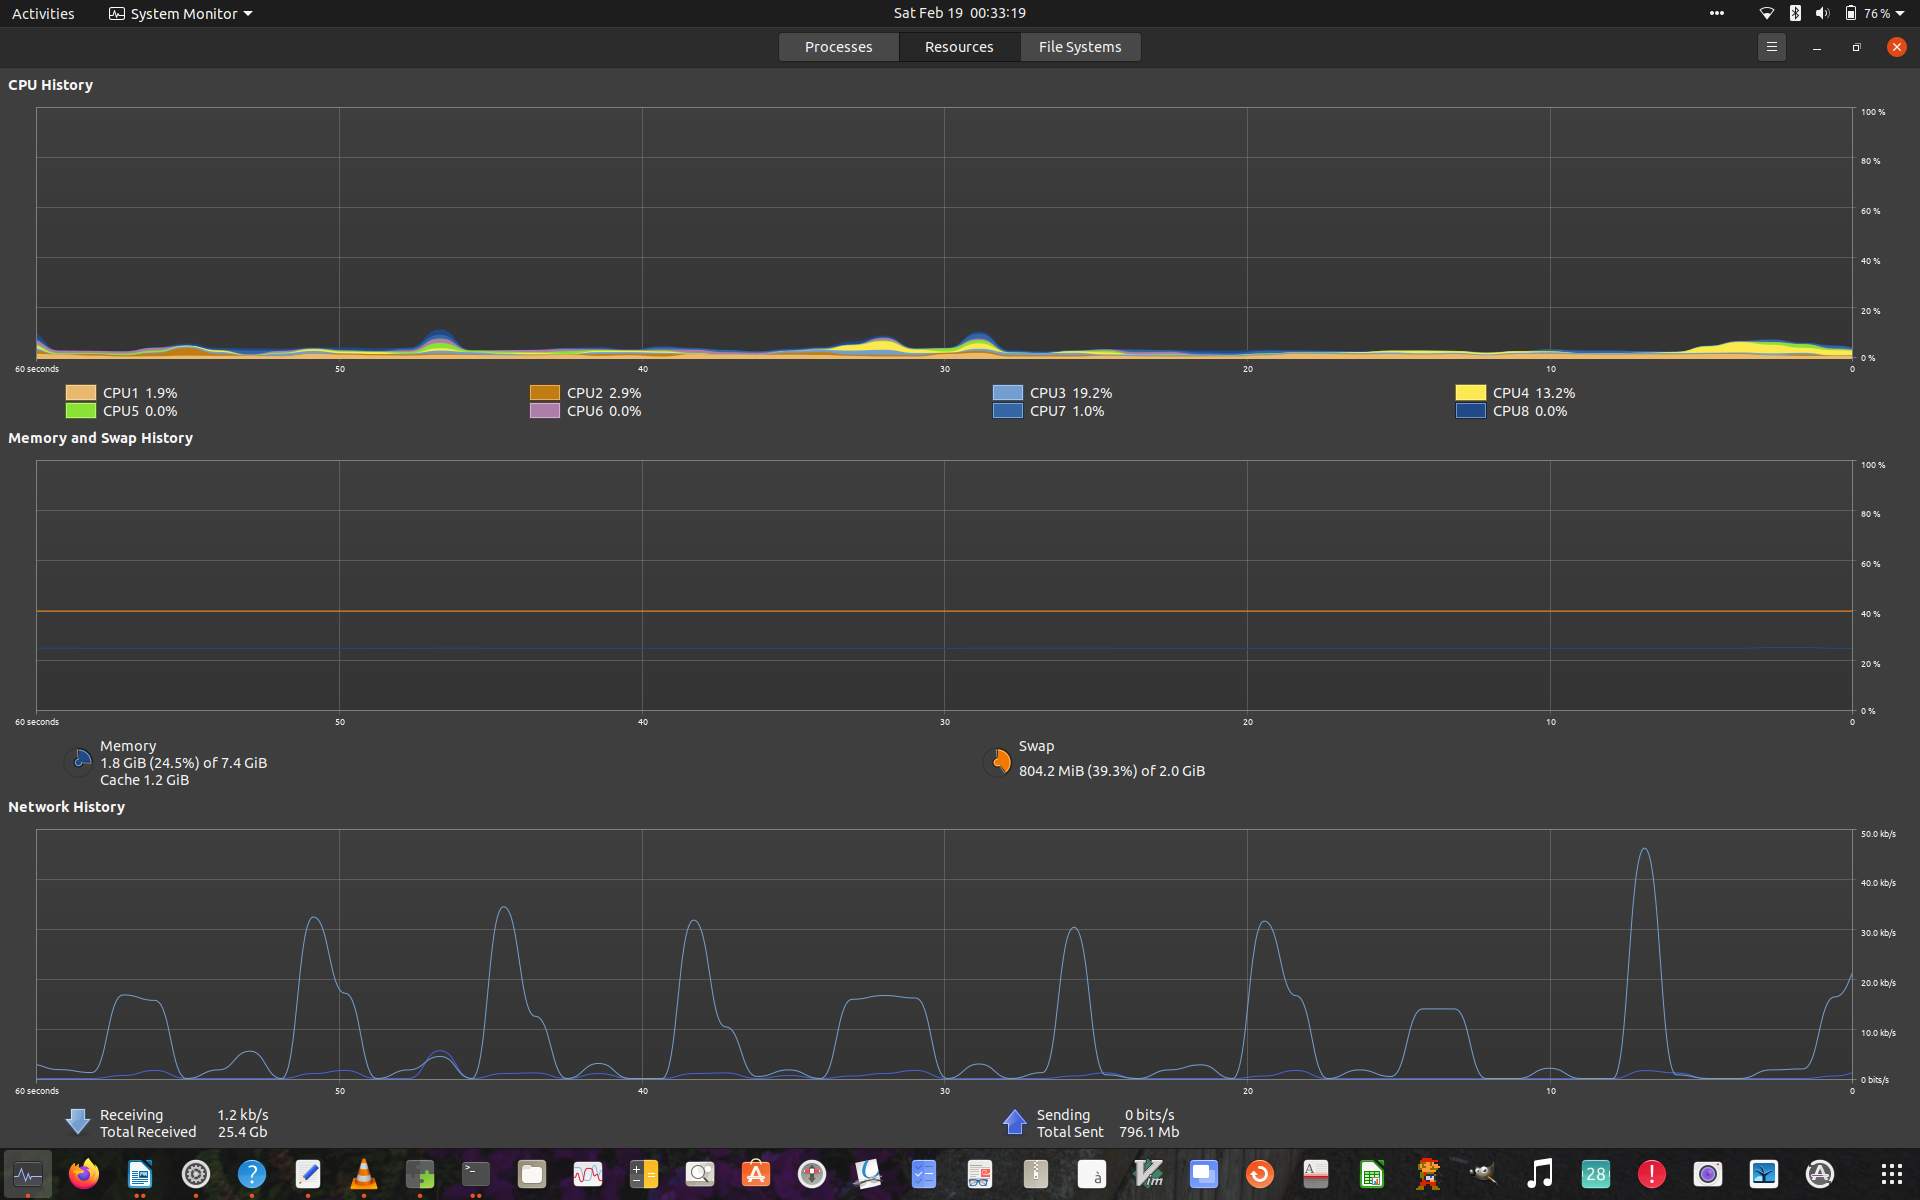 Activities System Monitor Sat Feb 19 00:33:19 76 %
Processes Resources File Systems
CPU History
100 %
80 %
60 %
40 %
20 %
0 %
60 seconds 50 40 30 20 10 0
CPU1 1.9% CPU2 2.9% CPU3 19.2% CPU4 13.2%
CPU5 0.0% CPU6 0.0% CPU7 1.0% CPU8 0.0%
Memory and Swap History
100 %
80 %
60 %
40 %
20 %
0 %
60 seconds 50 40 30 20 10 0
Memory
1.8 GiB (24.5%) of 7.4 GiB
Cache 1.2 GiB
Swap
804.2 MiB (39.3%) of 2.0 GiB
Network History
50.0 kb/s
40.0 kb/s
30.0 kb/s
20.0 kb/s
10.0 kb/s
0 bits/s
60 seconds 50 40 30 20 10 0
Receiving 1.2 kb/s Sending 0 bits/s
Total Received 25.4 Gb Total Sent 796.1 Mb
? >_ à Vim A 28 !